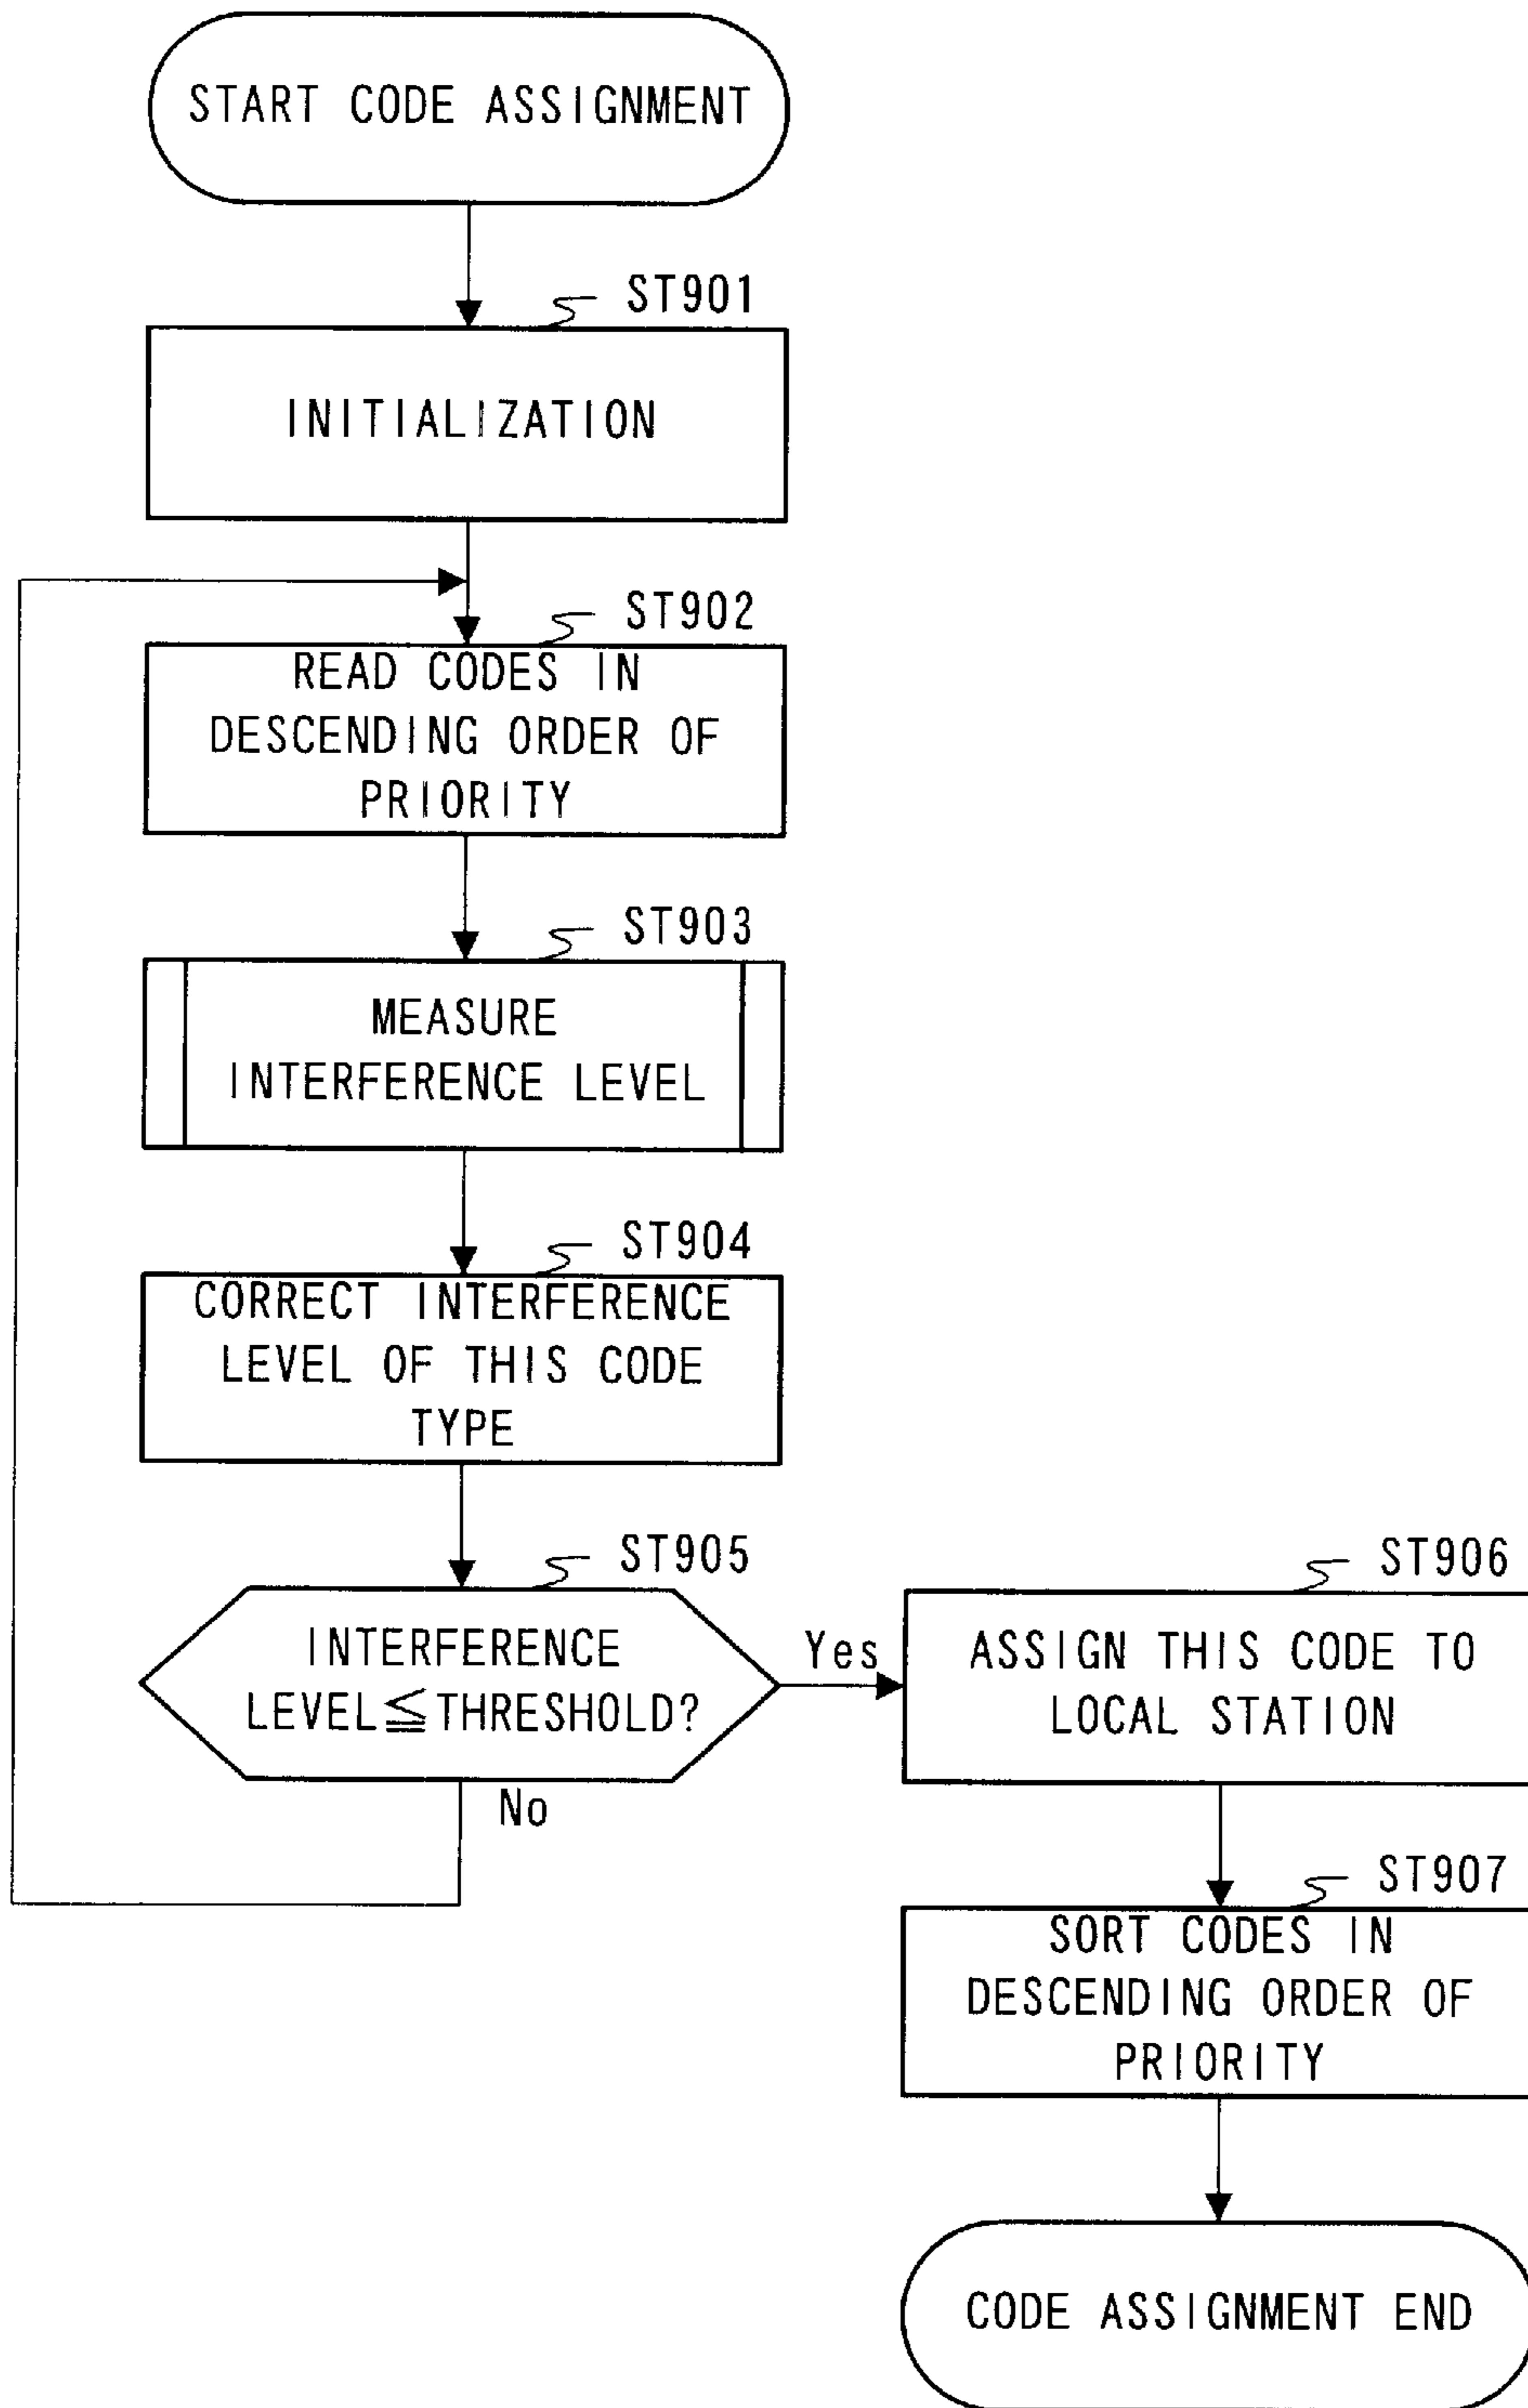 START CODE ASSIGNMENT
ST901
INITIALIZATION
ST902
READ CODES IN
DESCENDING ORDER OF
PRIORITY
ST903
MEASURE
INTERFERENCE LEVEL
ST904
CORRECT INTERFERENCE
LEVEL OF THIS CODE
TYPE
ST905
INTERFERENCE
LEVEL≦THRESHOLD?
Yes
No
ST906
ASSIGN THIS CODE TO
LOCAL STATION
ST907
SORT CODES IN
DESCENDING ORDER OF
PRIORITY
CODE ASSIGNMENT END